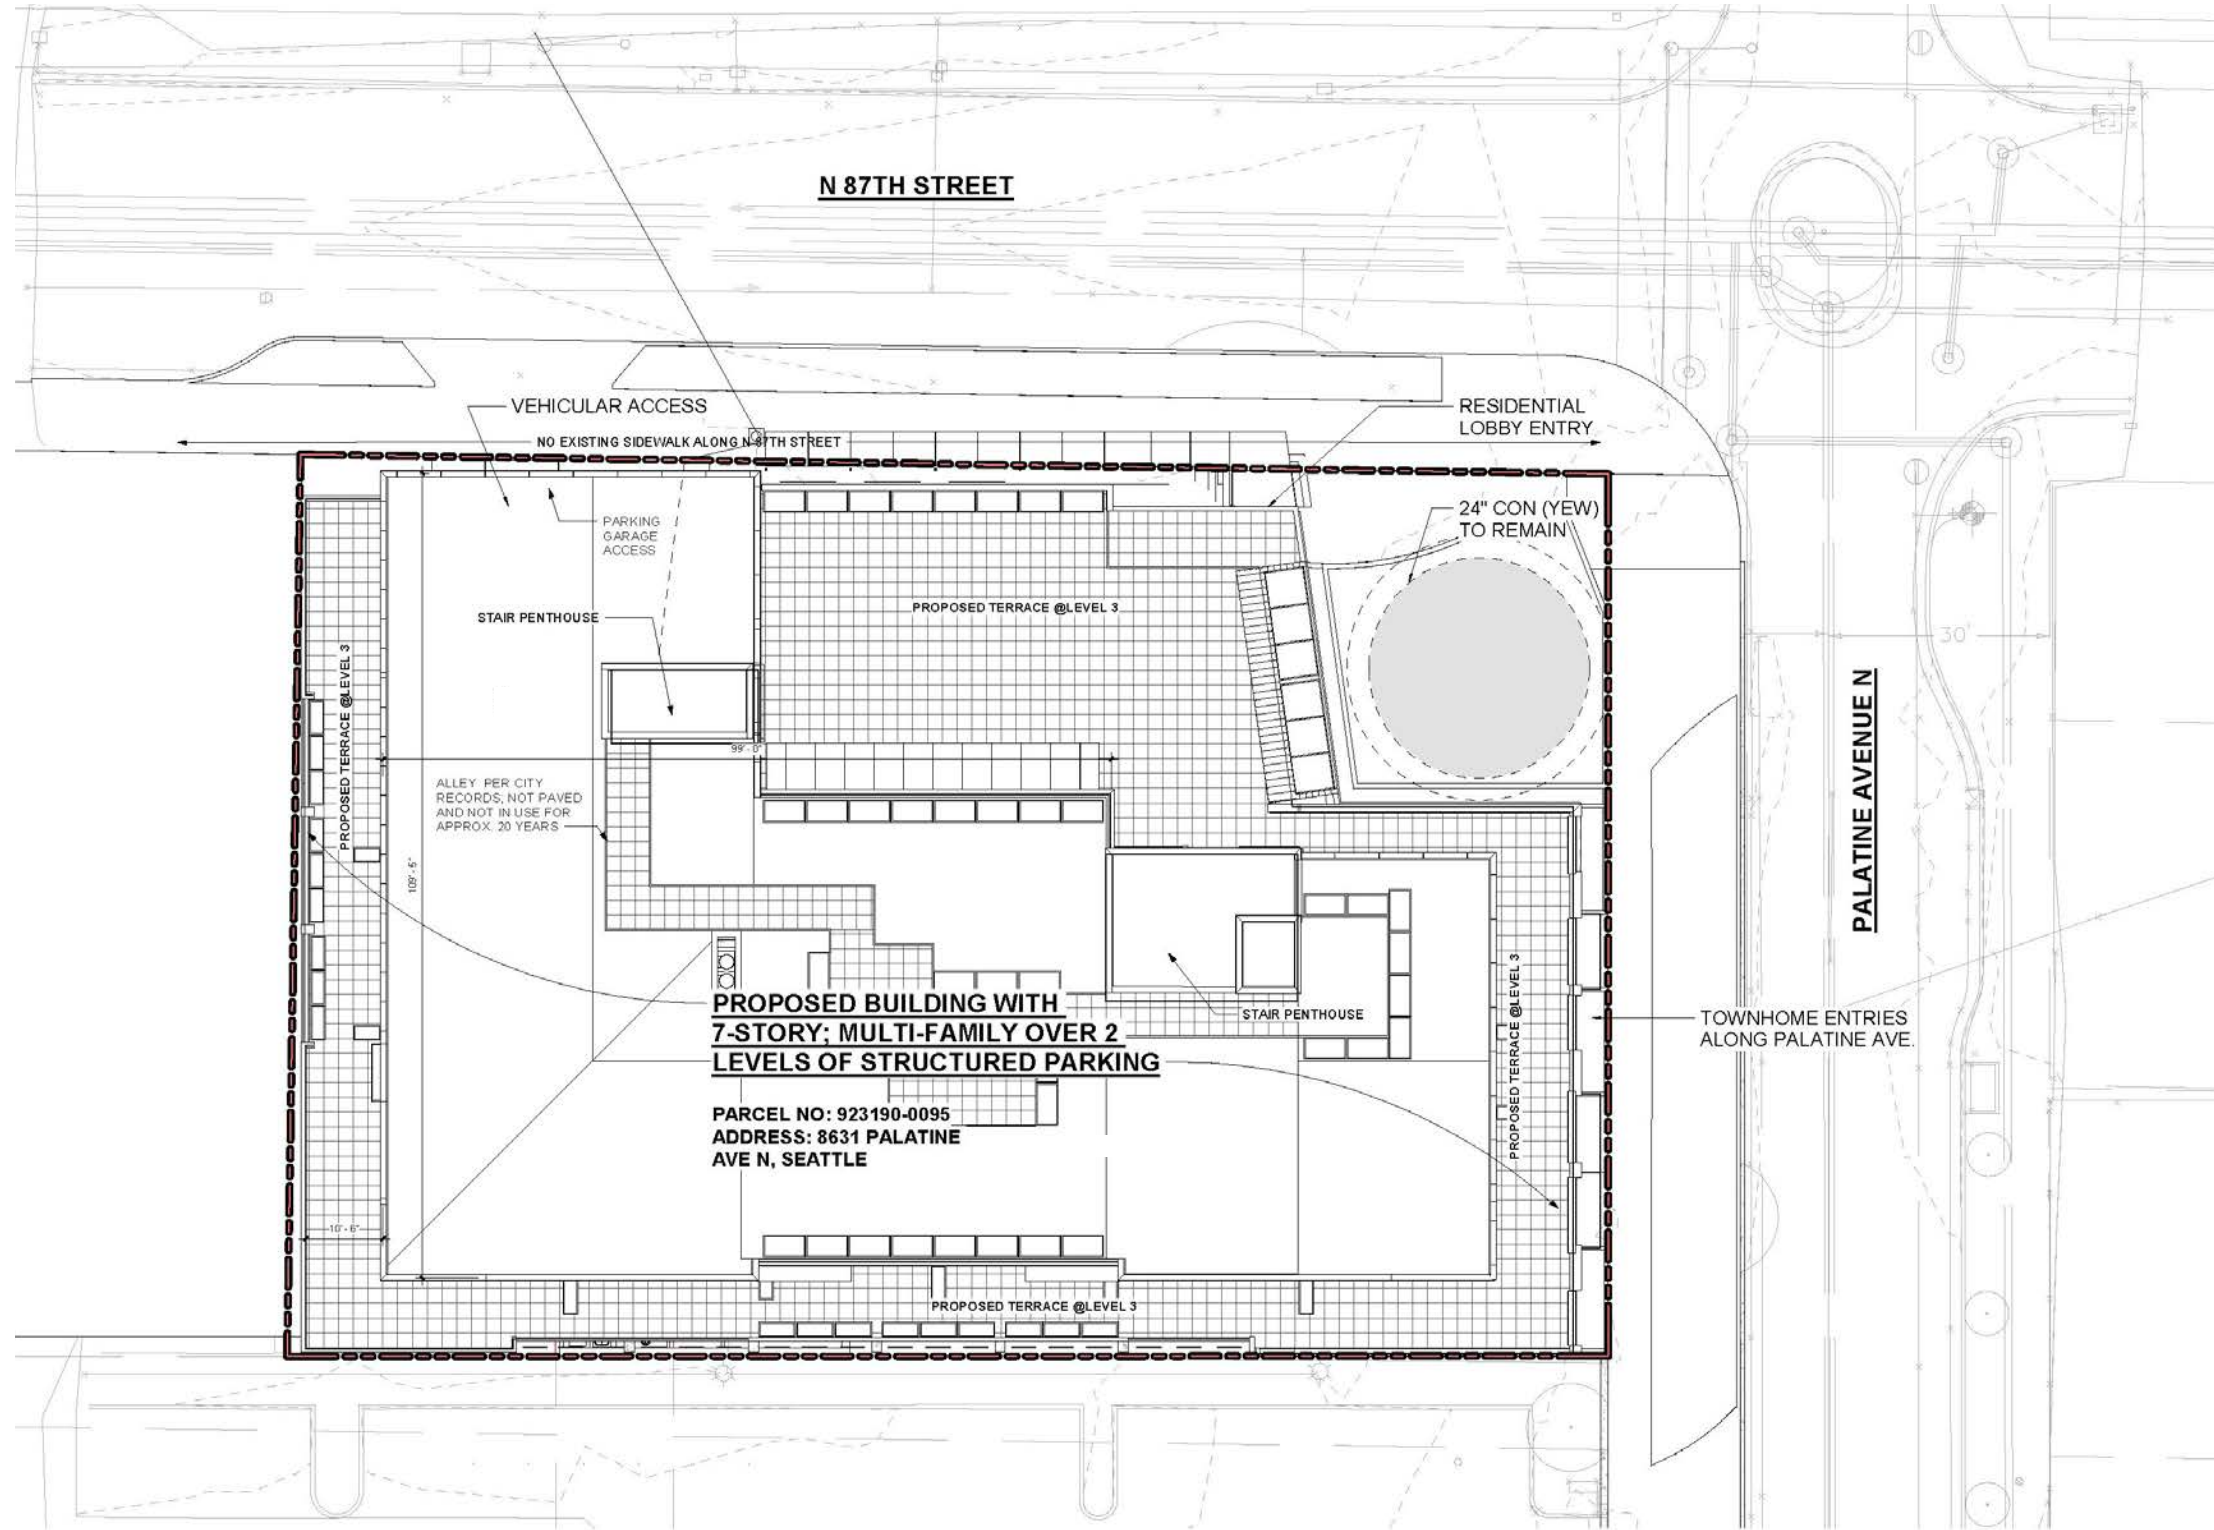 N 87TH STREET
VEHICULAR ACCESS
NO EXISTING SIDEWALK ALONG N 87TH STREET
RESIDENTIAL
LOBBY ENTRY
PARKING
GARAGE
ACCESS
24" CON (YEW)
TO REMAIN
STAIR PENTHOUSE
PROPOSED TERRACE @LEVEL 3
30'
PROPOSED TERRACE @LEVEL 3
PALATINE AVENUE N
99'-0"
ALLEY PER CITY
RECORDS, NOT PAVED
AND NOT IN USE FOR
APPROX. 20 YEARS
109'-5"
PROPOSED BUILDING WITH
7-STORY; MULTI-FAMILY OVER 2
LEVELS OF STRUCTURED PARKING
STAIR PENTHOUSE
PROPOSED TERRACE @LEVEL 3
TOWNHOME ENTRIES
ALONG PALATINE AVE.
PARCEL NO: 923190-0095
ADDRESS: 8631 PALATINE
AVE N, SEATTLE
10'-6"
PROPOSED TERRACE @LEVEL 3